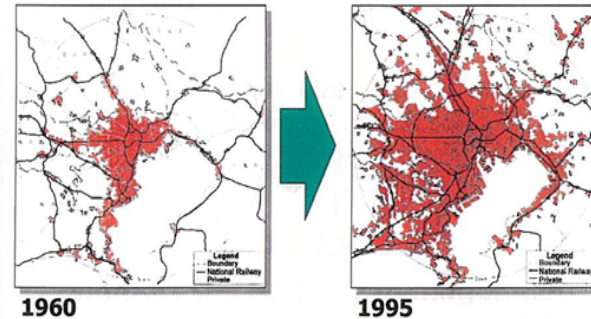 Legend
Boundary
National Railway
Private
1960
Legend
Boundary
National Railway
Private
1995